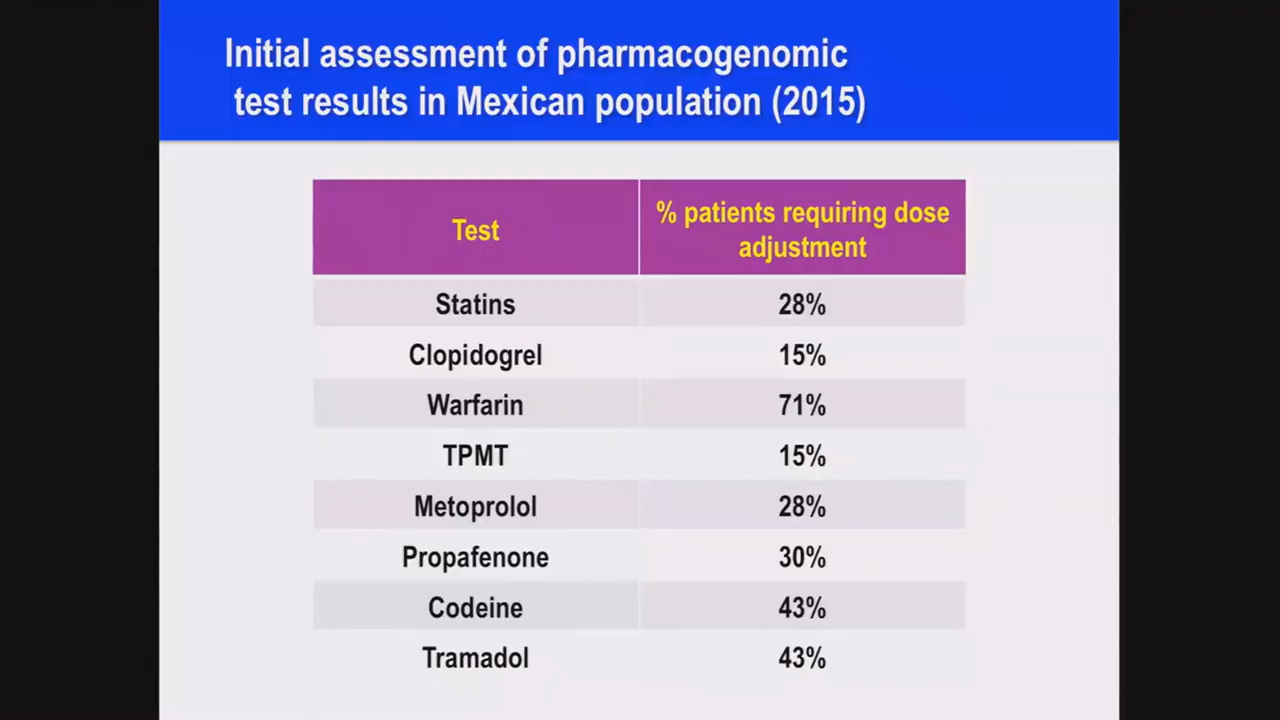 Initial assessment of pharmacogenomic
test results in Mexican population (2015)
Test
% patients requiring dose
adjustment
Statins 28%
Clopidogrel 15%
Warfarin 71%
TPMT 15%
Metoprolol 28%
Propafenone 30%
Codeine 43%
Tramadol 43%